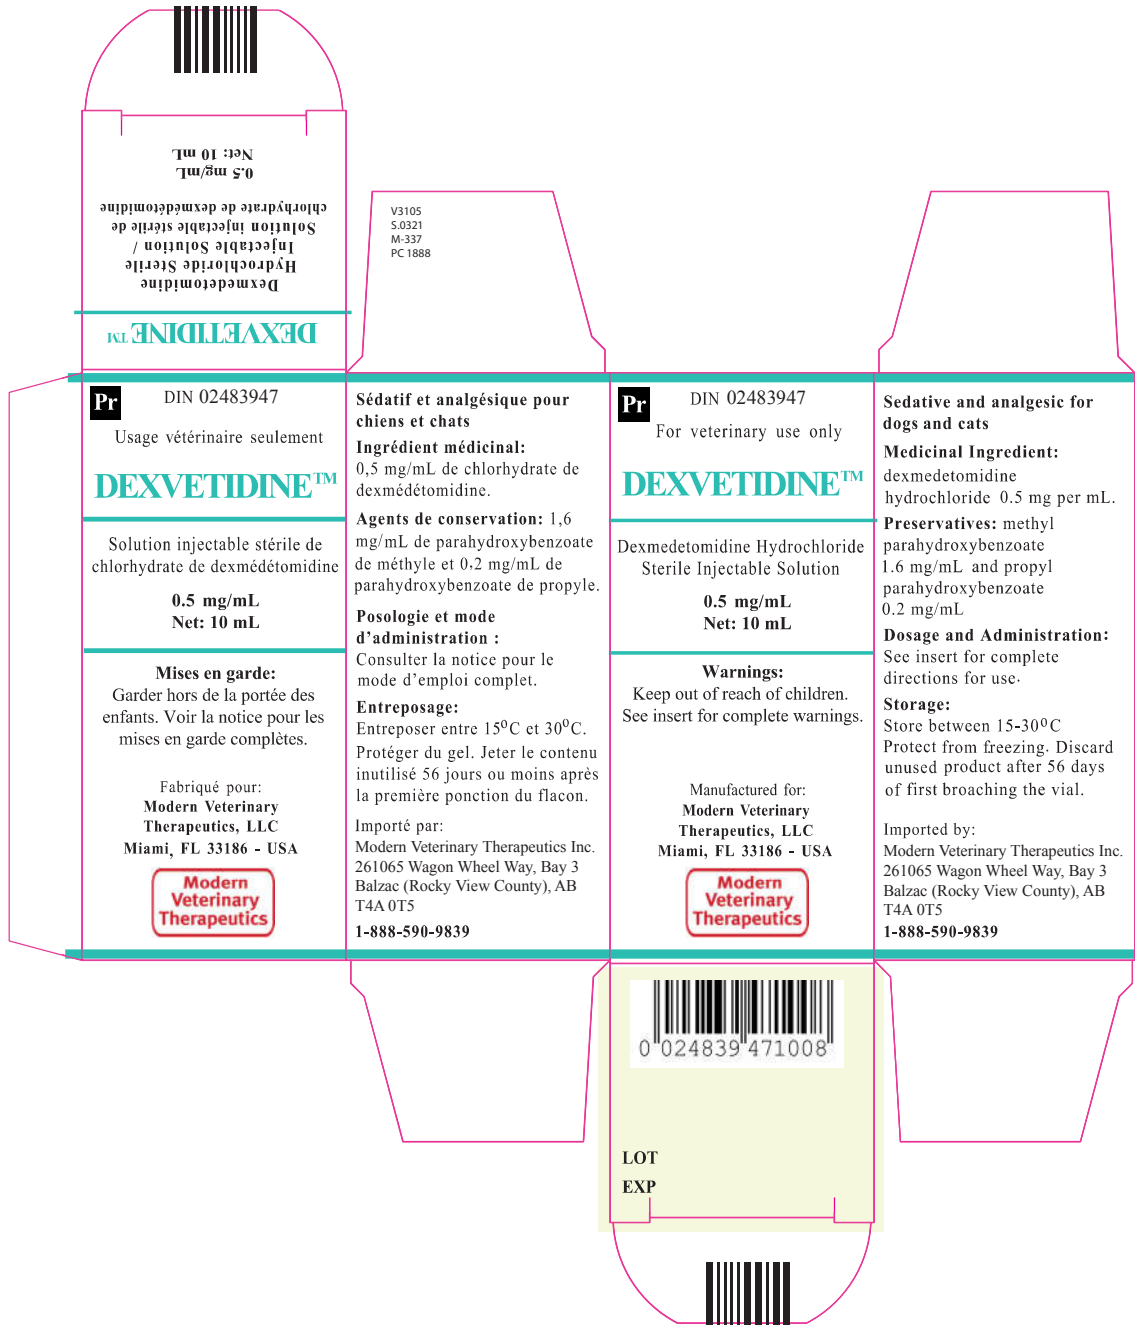 DEXVETIDINE™
Dexmedetomidine
Hydrochloride Sterile
Injectable Solution /
Solution injectable stérile de
chlorhydrate de dexmédétomidine
0.5 mg/mL
Net: 10 mL
V3105
S.0321
M-337
PC 1888
Pr
DIN 02483947
Usage vétérinaire seulement
DEXVETIDINE™
Solution injectable stérile de
chlorhydrate de dexmédétomidine
0.5 mg/mL
Net: 10 mL
Mises en garde:
Garder hors de la portée des
enfants. Voir la notice pour les
mises en garde complètes.
Fabriqué pour:
Modern Veterinary
Therapeutics, LLC
Miami, FL 33186 - USA
Modern
Veterinary
Therapeutics
Sédatif et analgésique pour
chiens et chats
Ingrédient médicinal:
0,5 mg/mL de chlorhydrate de
dexmédétomidine.
Agents de conservation: 1,6
mg/mL de parahydroxybenzoate
de méthyle et 0,2 mg/mL de
parahydroxybenzoate de propyle.
Posologie et mode
d’administration :
Consulter la notice pour le
mode d’emploi complet.
Entreposage:
Entreposer entre 15ºC et 30ºC.
Protéger du gel. Jeter le contenu
inutilisé 56 jours ou moins après
la première ponction du flacon.
Importé par:
Modern Veterinary Therapeutics Inc.
261065 Wagon Wheel Way, Bay 3
Balzac (Rocky View County), AB
T4A 0T5
1-888-590-9839
Pr
DIN 02483947
For veterinary use only
DEXVETIDINE™
Dexmedetomidine Hydrochloride
Sterile Injectable Solution
0.5 mg/mL
Net: 10 mL
Warnings:
Keep out of reach of children.
See insert for complete warnings.
Manufactured for:
Modern Veterinary
Therapeutics, LLC
Miami, FL 33186 - USA
Modern
Veterinary
Therapeutics
Sedative and analgesic for
dogs and cats
Medicinal Ingredient:
dexmedetomidine
hydrochloride 0.5 mg per mL.
Preservatives: methyl
parahydroxybenzoate
1.6 mg/mL and propyl
parahydroxybenzoate
0.2 mg/mL
Dosage and Administration:
See insert for complete
directions for use.
Storage:
Store between 15-30ºC
Protect from freezing. Discard
unused product after 56 days
of first broaching the vial.
Imported by:
Modern Veterinary Therapeutics Inc.
261065 Wagon Wheel Way, Bay 3
Balzac (Rocky View County), AB
T4A 0T5
1-888-590-9839
0 024839 471008
LOT
EXP